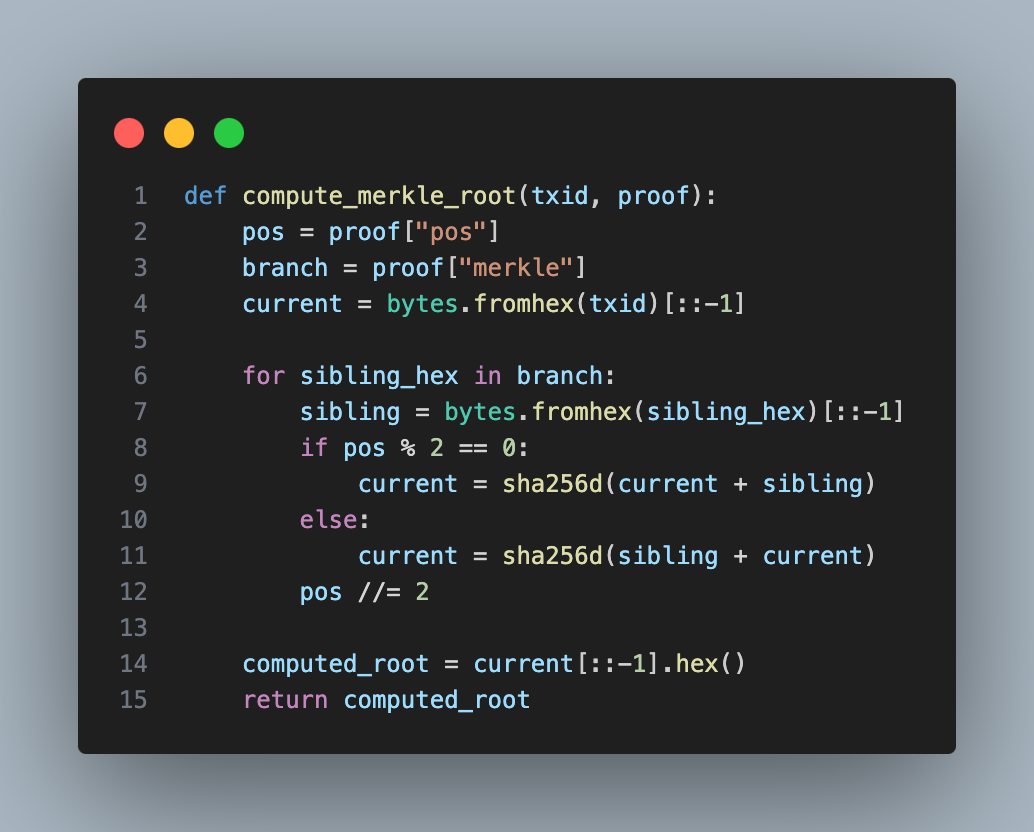 1 def compute_merkle_root(txid, proof):
2     pos = proof["pos"]
3     branch = proof["merkle"]
4     current = bytes.fromhex(txid)[::-1]
5
6     for sibling_hex in branch:
7         sibling = bytes.fromhex(sibling_hex)[::-1]
8         if pos % 2 == 0:
9             current = sha256d(current + sibling)
10         else:
11             current = sha256d(sibling + current)
12         pos //= 2
13
14     computed_root = current[::-1].hex()
15     return computed_root